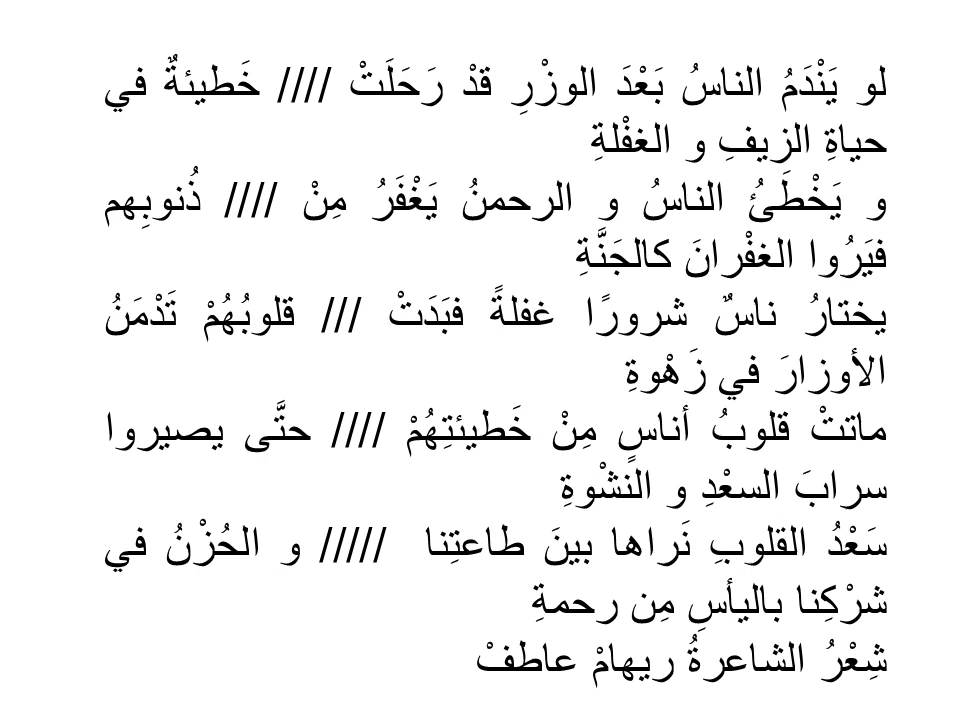 لو يَنْدَمُ الناسُ بَعْدَ الوزْرِ قدْ رَحَلَتْ //// خَطيئةٌ في
حياةِ الزيفِ و الغفْلةِ
و يَخْطَئُ الناسُ و الرحمنُ يَغْفَرُ مِنْ //// ذُنوبِهم
فيَرُوا الغفْرانَ كالجَنَّةِ
يختارُ ناسٌ شرورًا غفلةً فبَدَتْ /// قلوبُهُمْ تَدْمَنُ
الأوزارَ في زَهْوةِ
ماتتْ قلوبُ أناسٍ مِنْ خَطيئتِهُمْ //// حتَّى يصيروا
سرابَ السعْدِ و النشْوةِ
سَعْدُ القلوبِ نَراها بينَ طاعتِنا ///// و الحُزْنُ في
شرْكِنا باليأسِ مِن رحمةِ
شِعْرُ الشاعرةُ ريهامْ عاطفْ